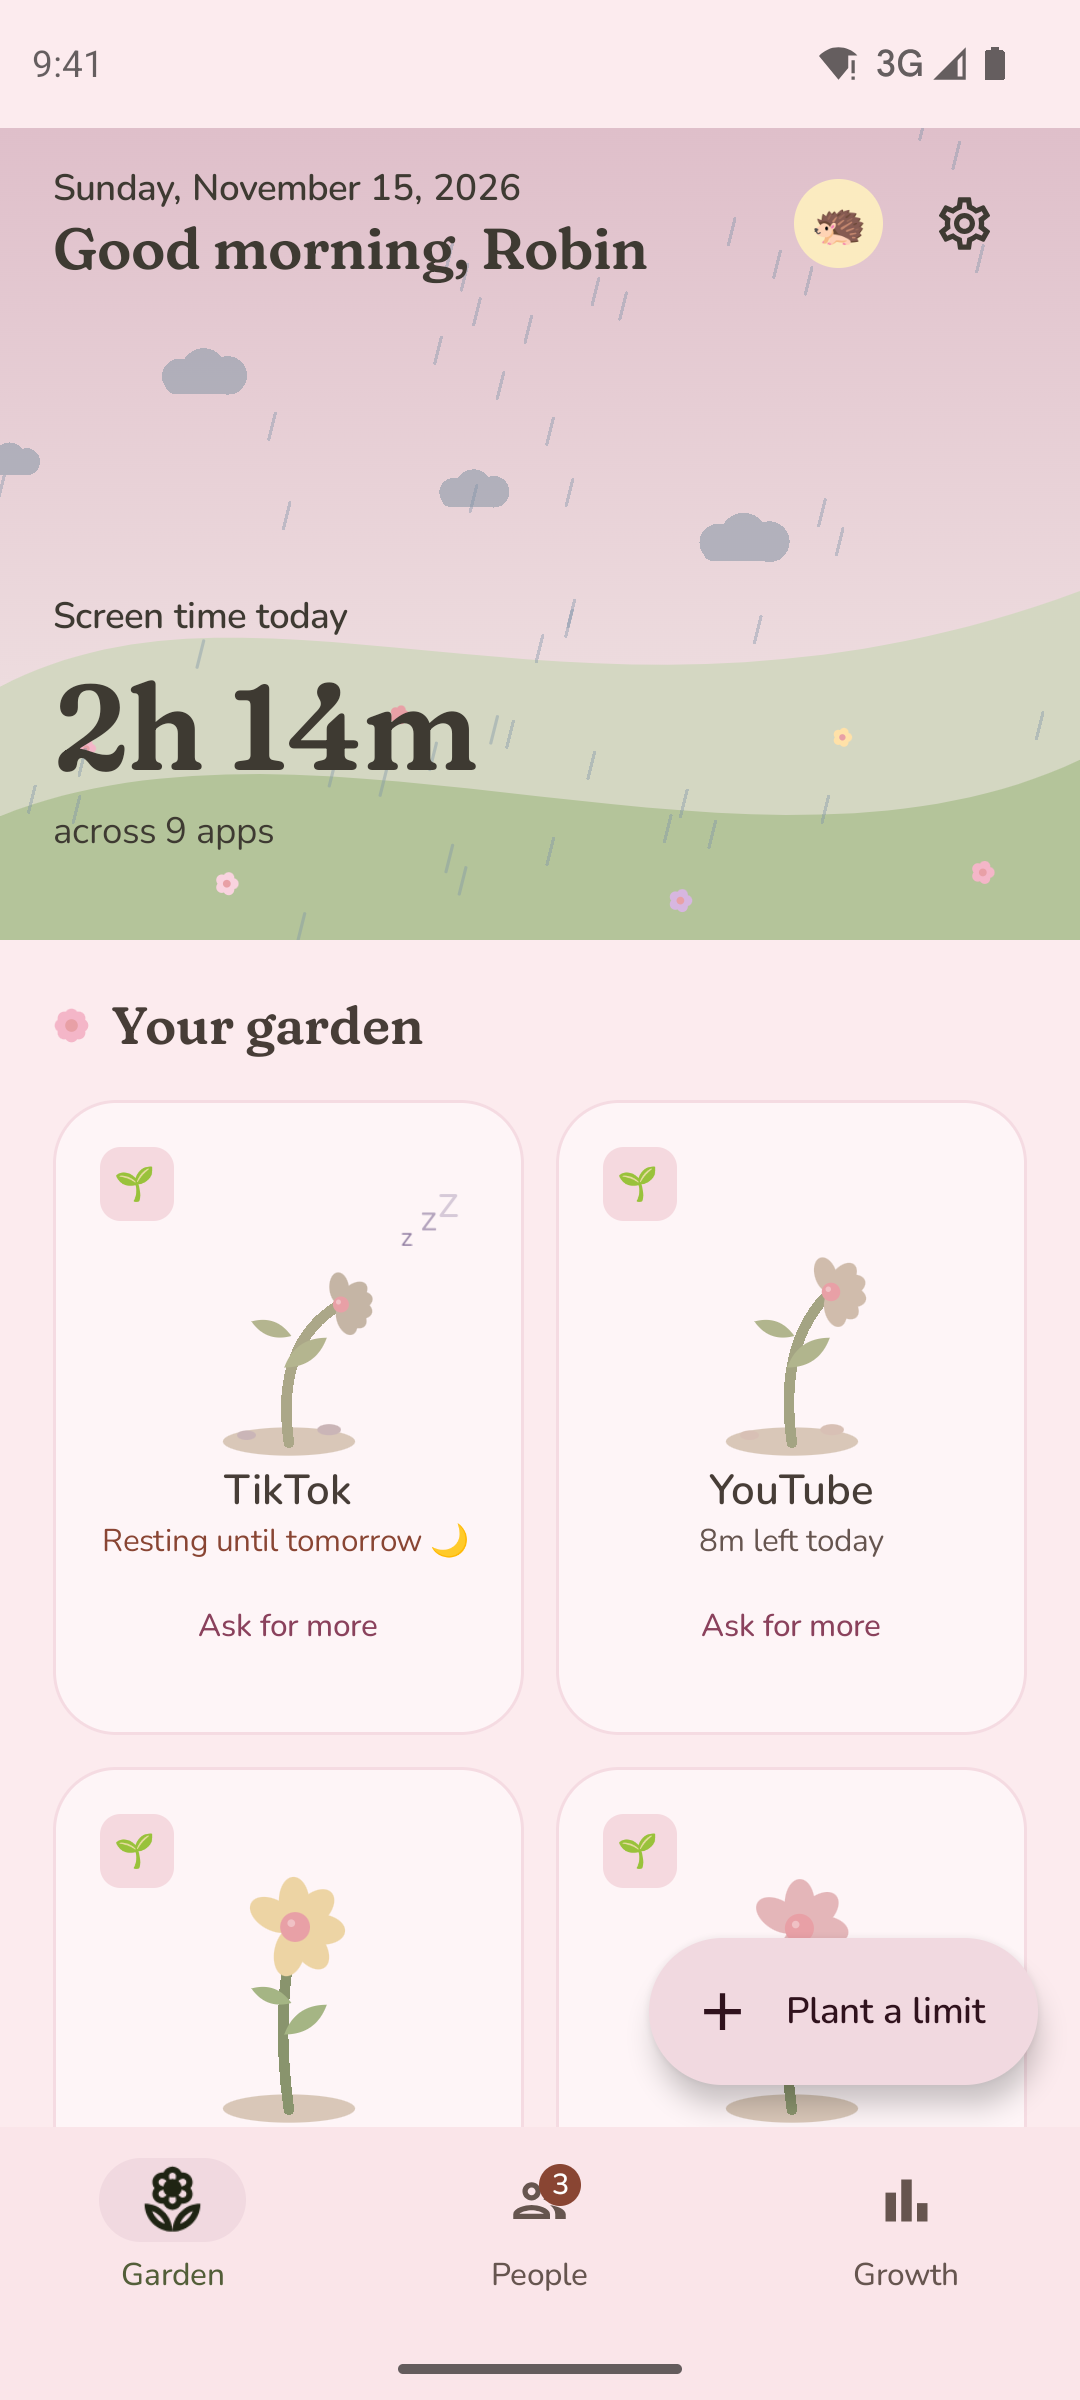 9:41
3G
Sunday, November 15, 2026
Good morning, Robin
Screen time today
2h 14m
across 9 apps
Your garden
z z Z
TikTok
Resting until tomorrow 🌙
Ask for more
YouTube
8m left today
Ask for more
Plant a limit
Garden
3
People
Growth